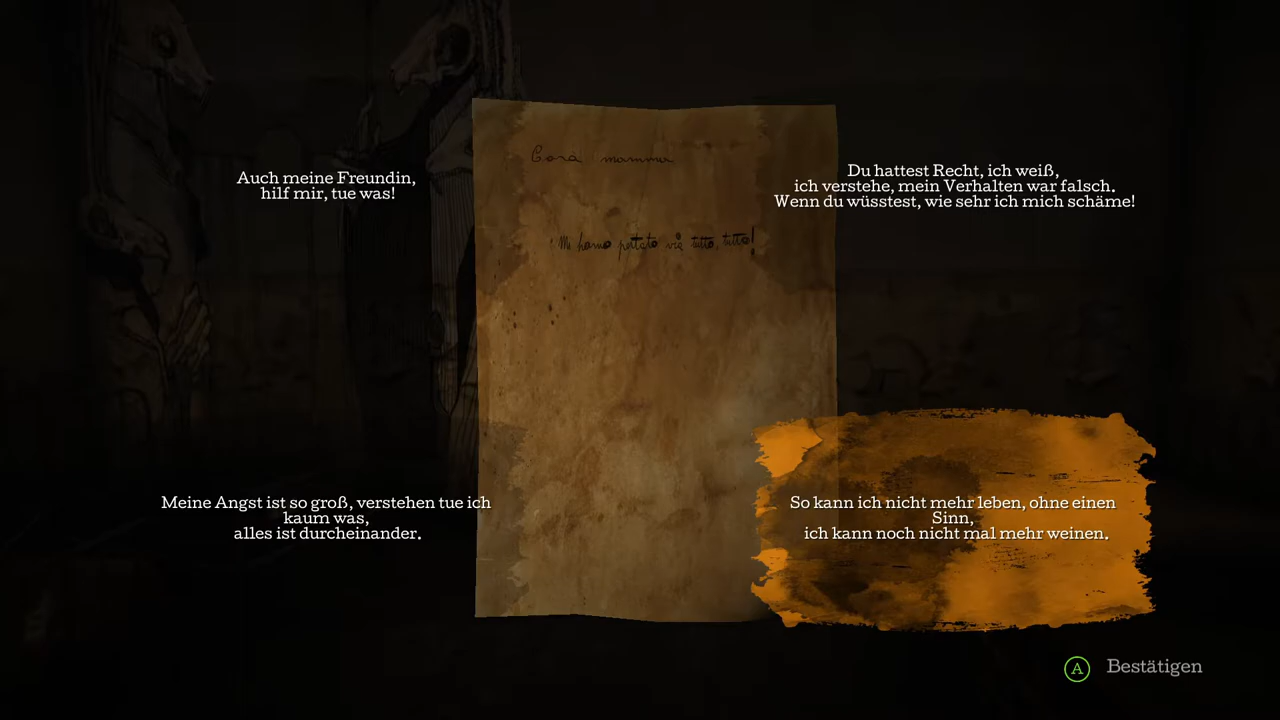 Cara mamma
Mi hanno portato via tutto, tutto!
Auch meine Freundin,
hilf mir, tue was!
Du hattest Recht, ich weiß,
ich verstehe, mein Verhalten war falsch.
Wenn du wüsstest, wie sehr ich mich schäme!
Meine Angst ist so groß, verstehen tue ich
kaum was,
alles ist durcheinander.
So kann ich nicht mehr leben, ohne einen
Sinn,
ich kann noch nicht mal mehr weinen.
A Bestätigen